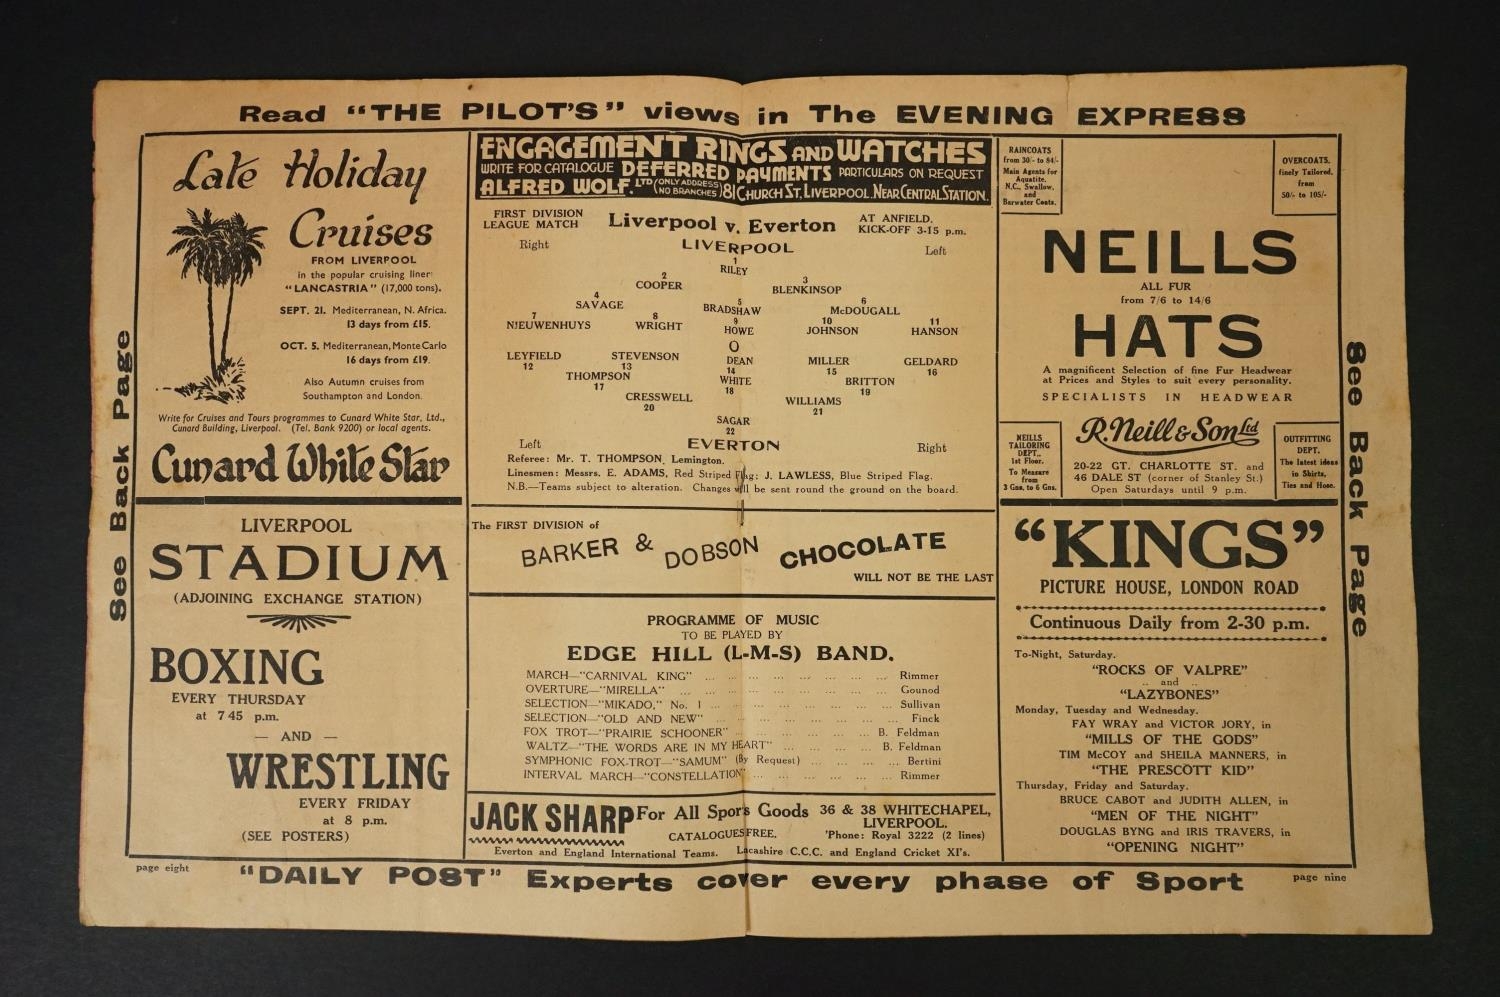 Read "THE PILOT'S" views in The EVENING EXPRESS
See Back Page
Late Holiday
Cruises
FROM LIVERPOOL
in the popular cruising liner
"LANCASTRIA" (17,000 tons).
SEPT. 21. Mediterranean, N. Africa.
13 days from £15.
OCT. 5. Mediterranean, Monte Carlo
16 days from £19.
Also Autumn cruises from
Southampton and London.
Write for Cruises and Tours programmes to Cunard White Star, Ltd.,
Cunard Building, Liverpool. (Tel. Bank 9200) or local agents.
Cunard White Star
LIVERPOOL
STADIUM
(ADJOINING EXCHANGE STATION)
BOXING
EVERY THURSDAY
at 7 45 p.m.
— AND —
WRESTLING
EVERY FRIDAY
at 8 p.m.
(SEE POSTERS)
ENGAGEMENT RINGS AND WATCHES
WRITE FOR CATALOGUE DEFERRED PAYMENTS PARTICULARS ON REQUEST
ALFRED WOLF. LTD (ONLY ADDRESS NO BRANCHES) 81 CHURCH ST. LIVERPOOL. NEAR CENTRAL STATION.
FIRST DIVISION
LEAGUE MATCH
Liverpool v. Everton
AT ANFIELD.
KICK-OFF 3-15 p.m.
Right LIVERPOOL Left
1
RILEY
2 3
COOPER BLENKINSOP
4 5 6
SAVAGE BRADSHAW McDOUGALL
7 8 9 10 11
NIEUWENHUYS WRIGHT HOWE JOHNSON HANSON
O
LEYFIELD STEVENSON DEAN MILLER GELDARD
12 13 14 15 16
THOMPSON WHITE BRITTON
17 18 19
CRESSWELL WILLIAMS
20 21
SAGAR
22
Left EVERTON Right
Referee: Mr. T. THOMPSON, Lemington.
Linesmen: Messrs. E. ADAMS, Red Striped Flag; J. LAWLESS, Blue Striped Flag.
N.B.—Teams subject to alteration. Changes will be sent round the ground on the board.
The FIRST DIVISION of
BARKER & DOBSON CHOCOLATE
WILL NOT BE THE LAST
PROGRAMME OF MUSIC
TO BE PLAYED BY
EDGE HILL (L-M-S) BAND.
MARCH—"CARNIVAL KING" ... ... ... ... ... ... ... Rimmer
OVERTURE—"MIRELLA" ... ... ... ... ... ... ... Gounod
SELECTION—"MIKADO," No. 1 ... ... ... ... ... ... ... Sullivan
SELECTION—"OLD AND NEW" ... ... ... ... ... ... Finck
FOX TROT—"PRAIRIE SCHOONER" ... ... ... ... ... B. Feldman
WALTZ—"THE WORDS ARE IN MY HEART" ... ... ... B. Feldman
SYMPHONIC FOX-TROT—"SAMUM" (By Request) ... ... ... Bertini
INTERVAL MARCH—"CONSTELLATION" ... ... ... ... ... Rimmer
JACK SHARP For All Sports Goods 36 & 38 WHITECHAPEL,
LIVERPOOL.
CATALOGUES FREE. 'Phone: Royal 3222 (2 lines)
Everton and England International Teams. Lacashire C.C.C. and England Cricket XI's.
RAINCOATS
from 30/- to 84/-
Main Agents for
Aquatite,
N.C., Swallow,
and
Barwater Coats.
OVERCOATS.
finely Tailored.
from
50/- to 105/-
NEILLS
ALL FUR
from 7/6 to 14/6
HATS
A magnificent Selection of fine Fur Headwear
at Prices and Styles to suit every personality.
SPECIALISTS IN HEADWEAR
R. Neill & Son Ltd
NEILLS
TAILORING
DEPT.,
1st Floor.
To Measure
from
3 Gns. to 6 Gns.
20-22 GT. CHARLOTTE ST. and
46 DALE ST (corner of Stanley St.)
Open Saturdays until 9 p.m.
OUTFITTING
DEPT.
The latest ideas
in Shirts,
Ties and Hose.
"KINGS"
PICTURE HOUSE, LONDON ROAD
Continuous Daily from 2-30 p.m.
To-Night, Saturday.
"ROCKS OF VALPRE"
.. and ..
"LAZYBONES"
Monday, Tuesday and Wednesday.
FAY WRAY and VICTOR JORY, in
"MILLS OF THE GODS"
TIM McCOY and SHEILA MANNERS, in
"THE PRESCOTT KID"
Thursday, Friday and Saturday.
BRUCE CABOT and JUDITH ALLEN, in
"MEN OF THE NIGHT"
DOUGLAS BYNG and IRIS TRAVERS, in
"OPENING NIGHT"
See Back Page
page eight
"DAILY POST" Experts cover every phase of Sport
page nine